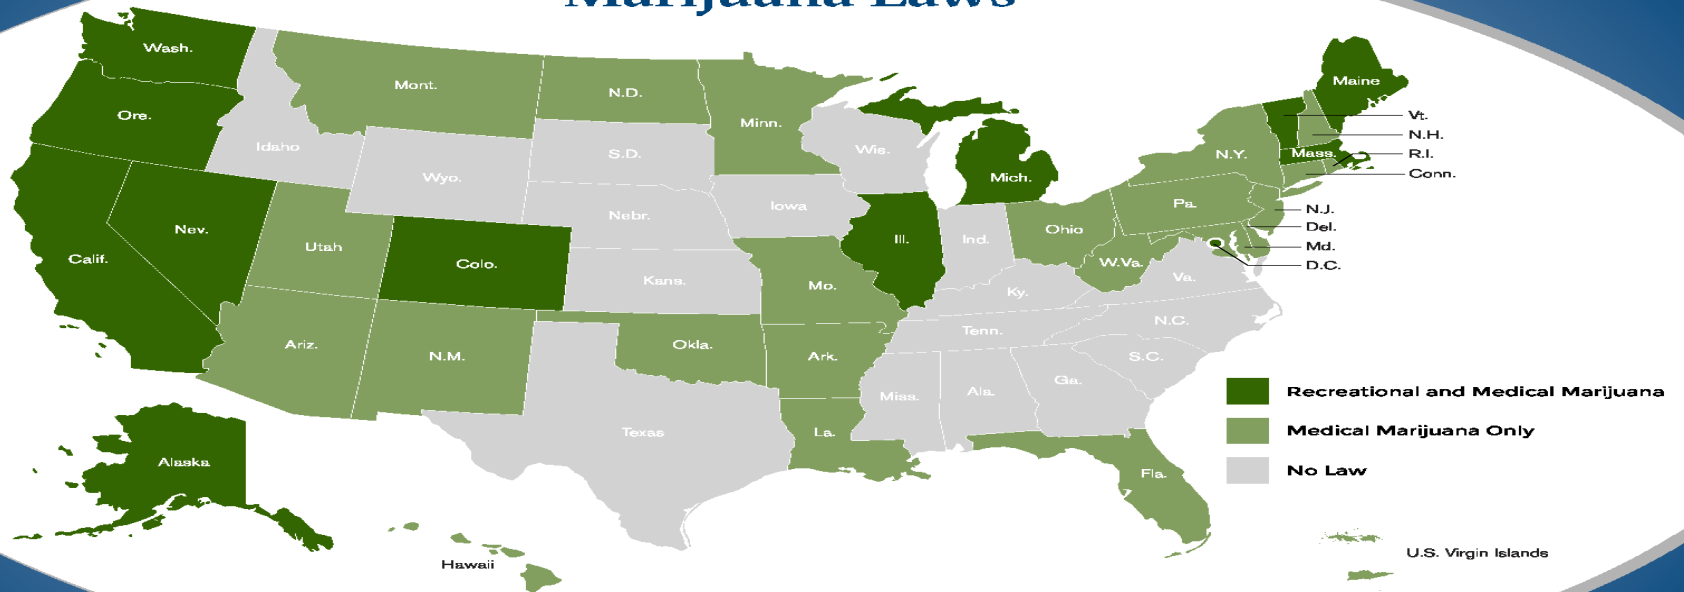 Marijuana Laws
Wash.
Mont.
N.D.
Minn.
Maine
Ore.
Idaho
S.D.
Wis.
Vt.
N.H.
Mass.
R.I.
N.Y.
Conn.
Wyo.
Mich.
Iowa
Nebr.
Pa.
N.J.
Nev.
Utah
Ohio
Del.
Ill.
Ind.
Md.
Calif.
Colo.
W.Va.
D.C.
Kans.
Mo.
Va.
Ky.
N.C.
Tenn.
Ariz.
N.M.
Okla.
Ark.
S.C.
Ga.
Miss.
Ala.
Recreational and Medical Marijuana
Texas
La.
Medical Marijuana Only
Alaska
Fla.
No Law
Hawaii
U.S. Virgin Islands